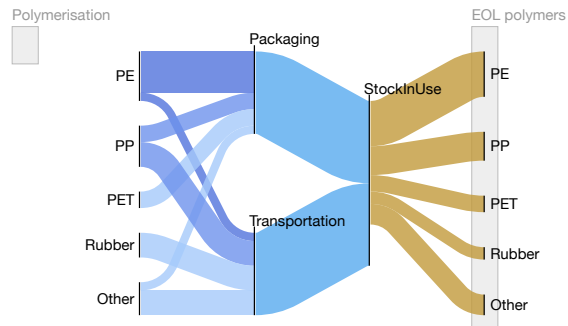 Polymerisation
EOL polymers
Packaging
PE
PE
StockInUse
PP
PP
PET
PET
Transportation
Rubber
Rubber
Other
Other